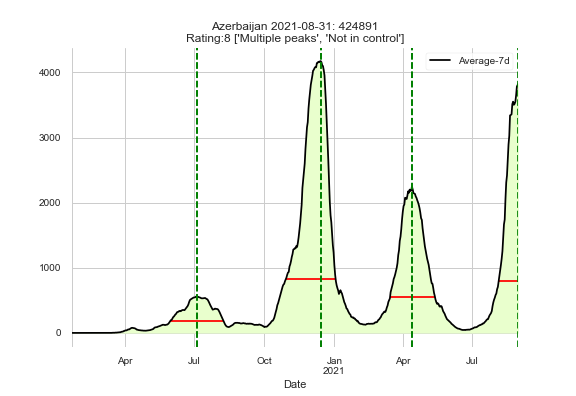 Azerbaijan 2021-08-31: 424891
Rating:8 ['Multiple peaks', 'Not in control']
Average-7d
4000
3000
2000
1000
0
Apr Jul Oct Jan Apr Jul
2021
Date